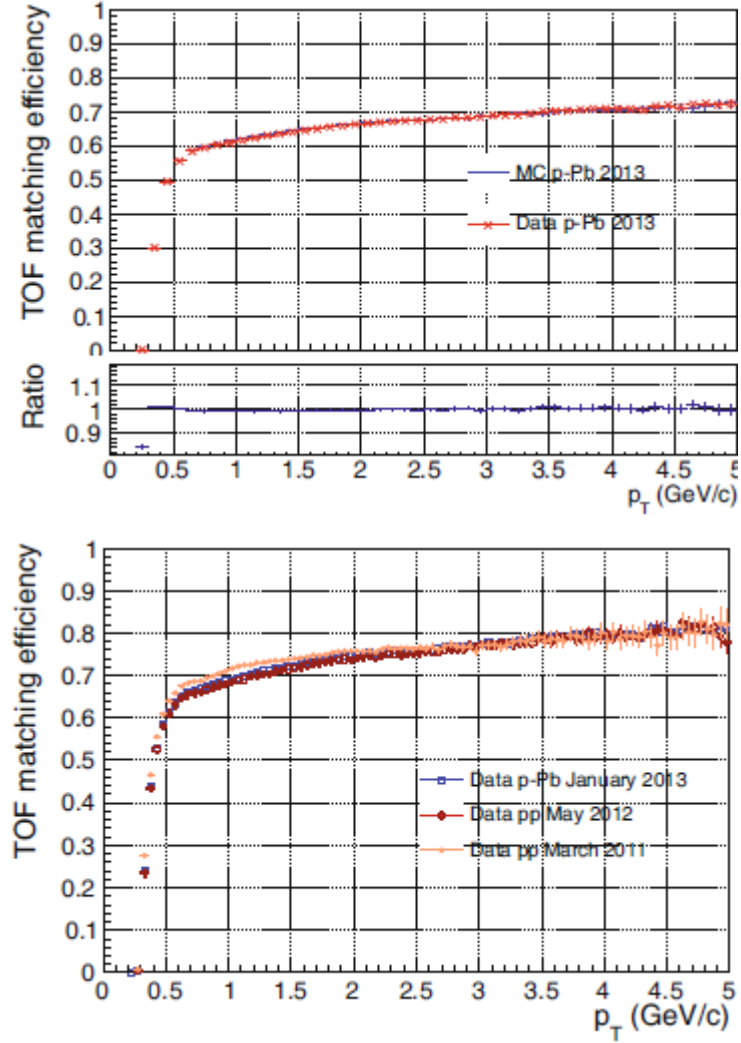 TOF matching efficiency
1
0.9
0.8
0.7
0.6
0.5
0.4
0.3
0.2
0.1
0
MC p-Pb 2013
Data p-Pb 2013
Ratio
1.1
1
0.9
0 0.5 1 1.5 2 2.5 3 3.5 4 4.5 5
p_T (GeV/c)
TOF matching efficiency
1
0.9
0.8
0.7
0.6
0.5
0.4
0.3
0.2
0.1
0
Data p-Pb January 2013
Data pp May 2012
Data pp March 2011
0 0.5 1 1.5 2 2.5 3 3.5 4 4.5 5
p_T (GeV/c)